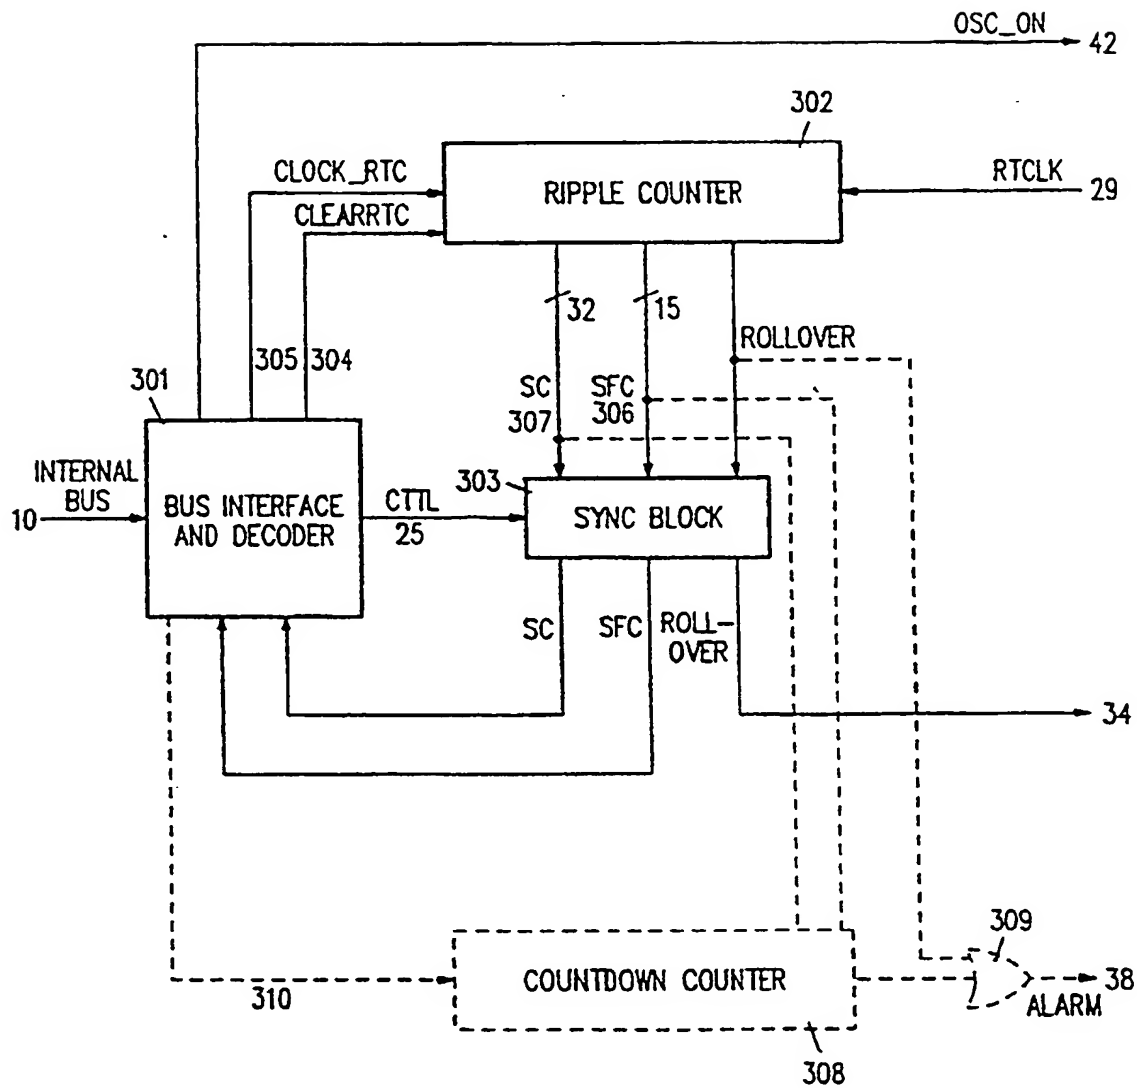 OSC_ON
42
302
CLOCK_RTC
RIPPLE COUNTER
RTCLK
29
CLEARRTC
32
15
305
304
ROLLOVER
301
SC
307
SFC
306
INTERNAL
BUS
10
BUS INTERFACE
AND DECODER
CTTL
25
303
SYNC BLOCK
SC
SFC
ROLL-
OVER
34
309
310
COUNTDOWN COUNTER
38
ALARM
308